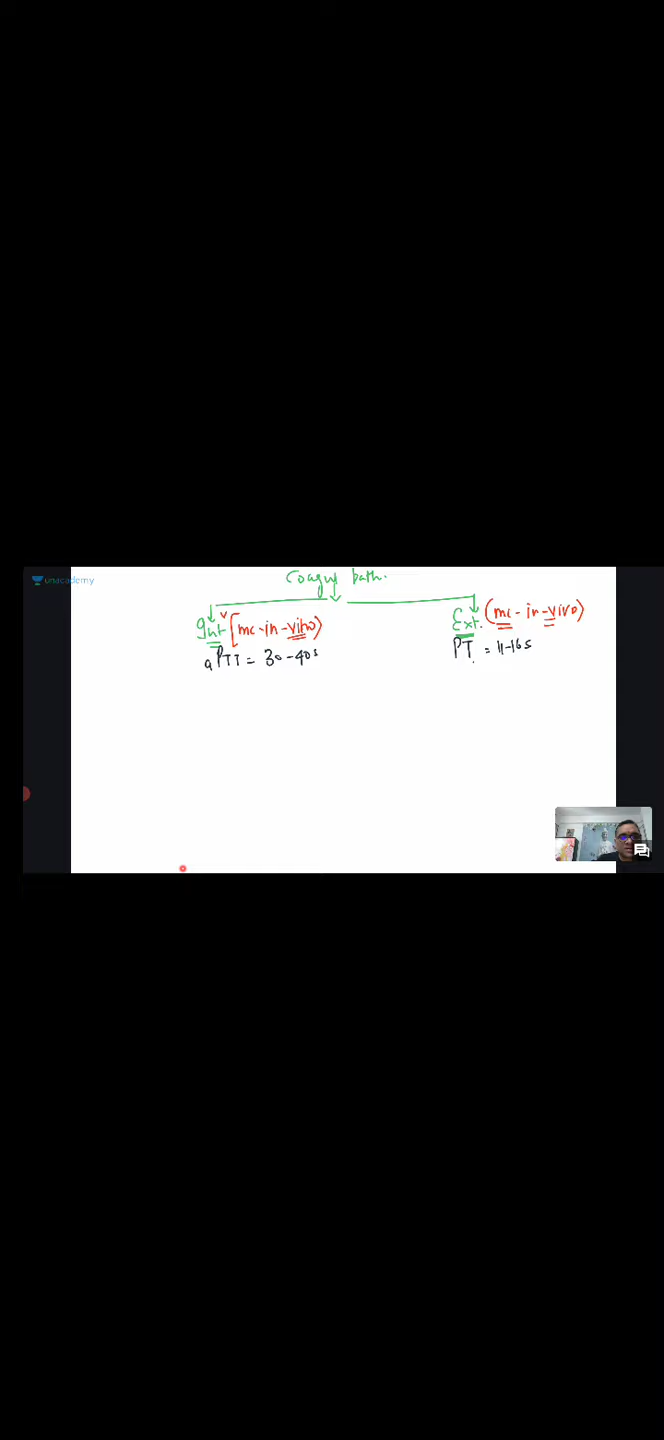 unacademy
Coagul path.
Int [mc-in-vitro)
Ext. (mc-in-vivo)
aPTT = 30-40s
PT = 11-16s